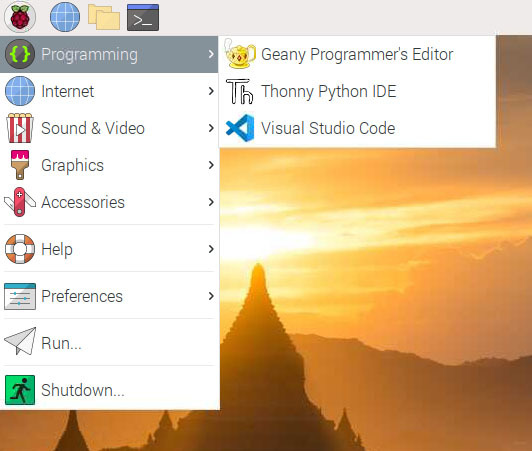 Programming
Geany Programmer's Editor
Internet
Thonny Python IDE
Sound & Video
Visual Studio Code
Graphics
Accessories
Help
Preferences
Run...
Shutdown...